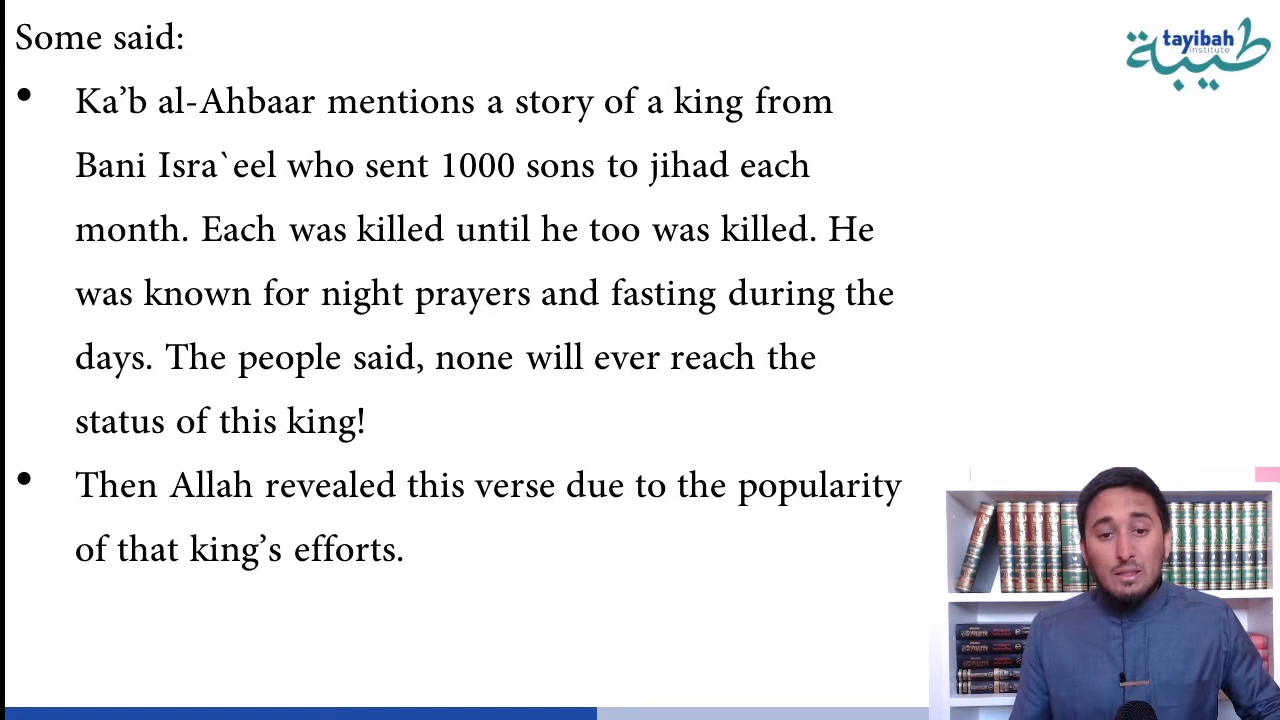 Some said:
• Ka’b al-Ahbaar mentions a story of a king from
Bani Isra`eel who sent 1000 sons to jihad each
month. Each was killed until he too was killed. He
was known for night prayers and fasting during the
days. The people said, none will ever reach the
status of this king!
• Then Allah revealed this verse due to the popularity
of that king’s efforts.
طيبة
tayibah
institute